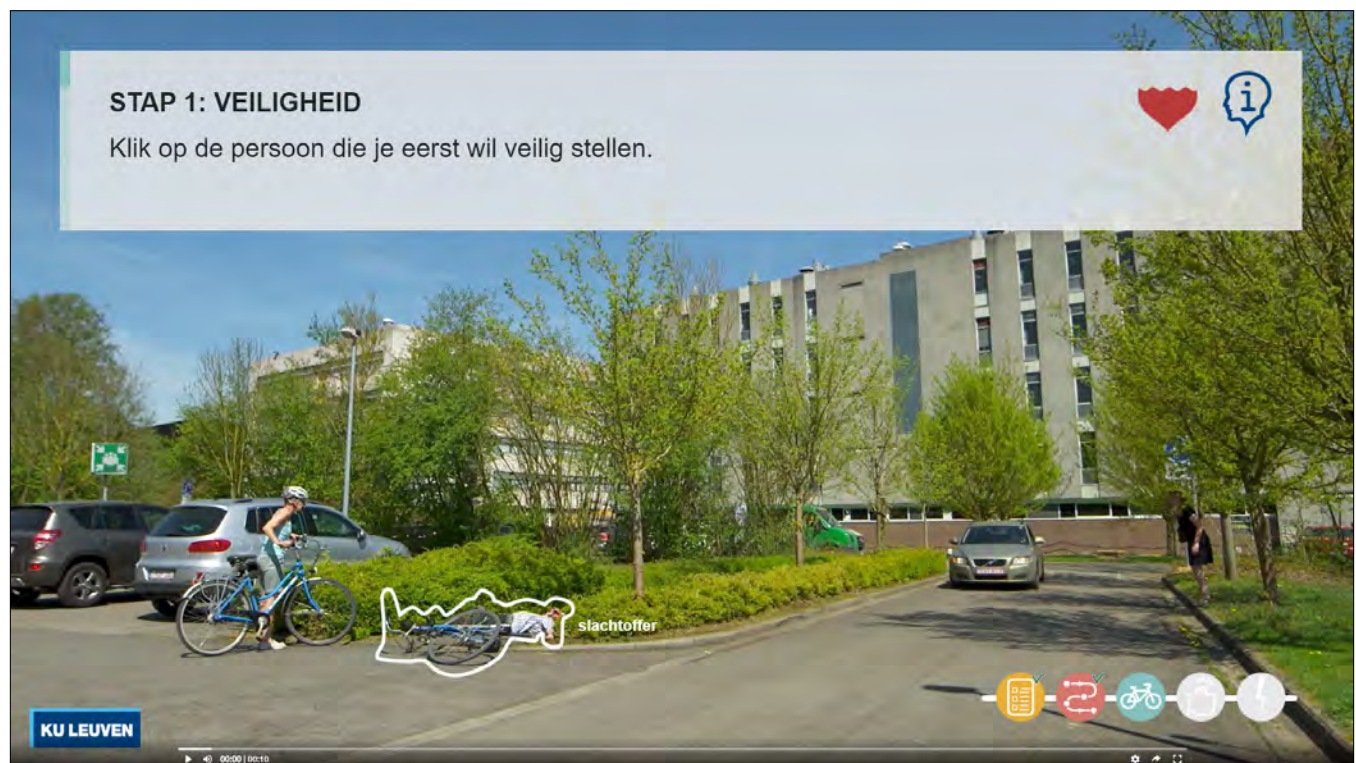 STAP 1: VEILIGHEID
Klik op de persoon die je eerst wil veilig stellen.
slachtoffer
KU LEUVEN
00:00 | 00:10